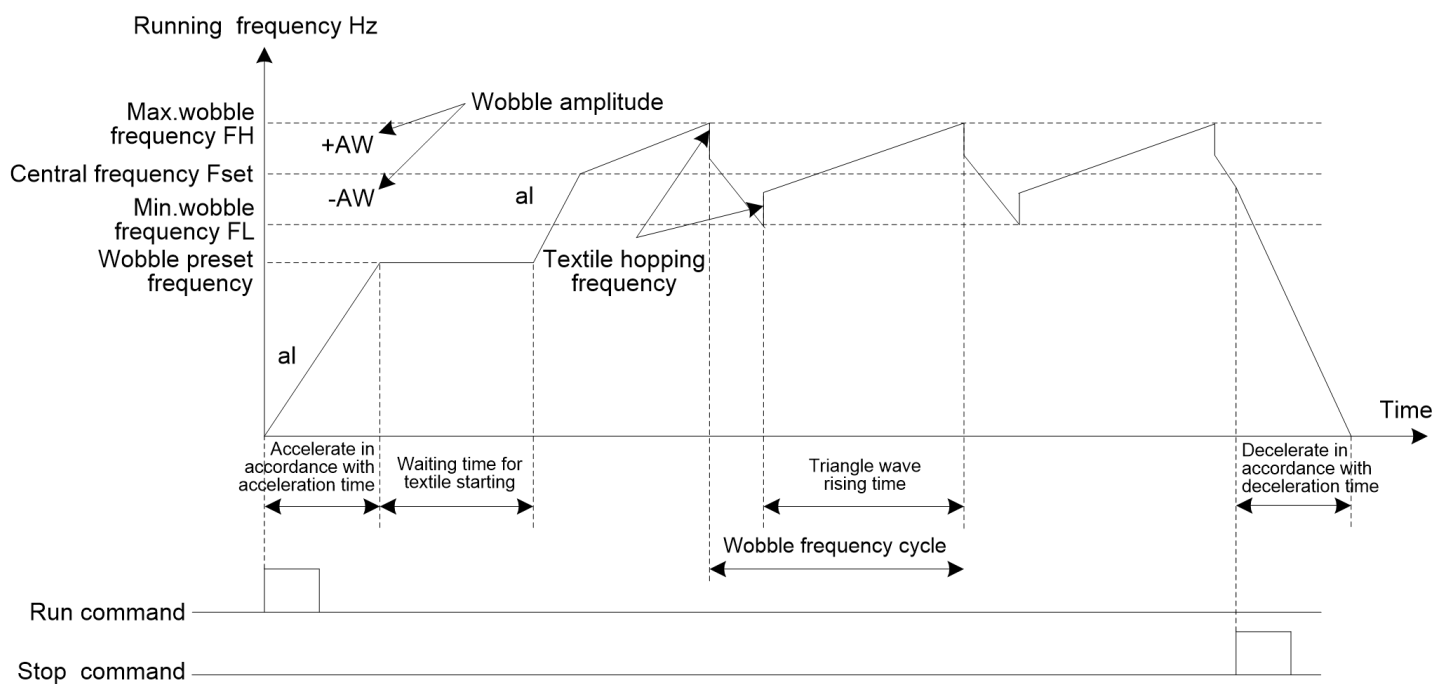 Running frequency Hz
Max.wobble
frequency FH
Wobble amplitude
+AW
Central frequency Fset
-AW
al
Min.wobble
frequency FL
Wobble preset
frequency
Textile hopping
frequency
al
Time
Accelerate in
accordance with
acceleration time
Waiting time for
textile starting
Triangle wave
rising time
Decelerate in
accordance with
deceleration time
Wobble frequency cycle
Run command
Stop command